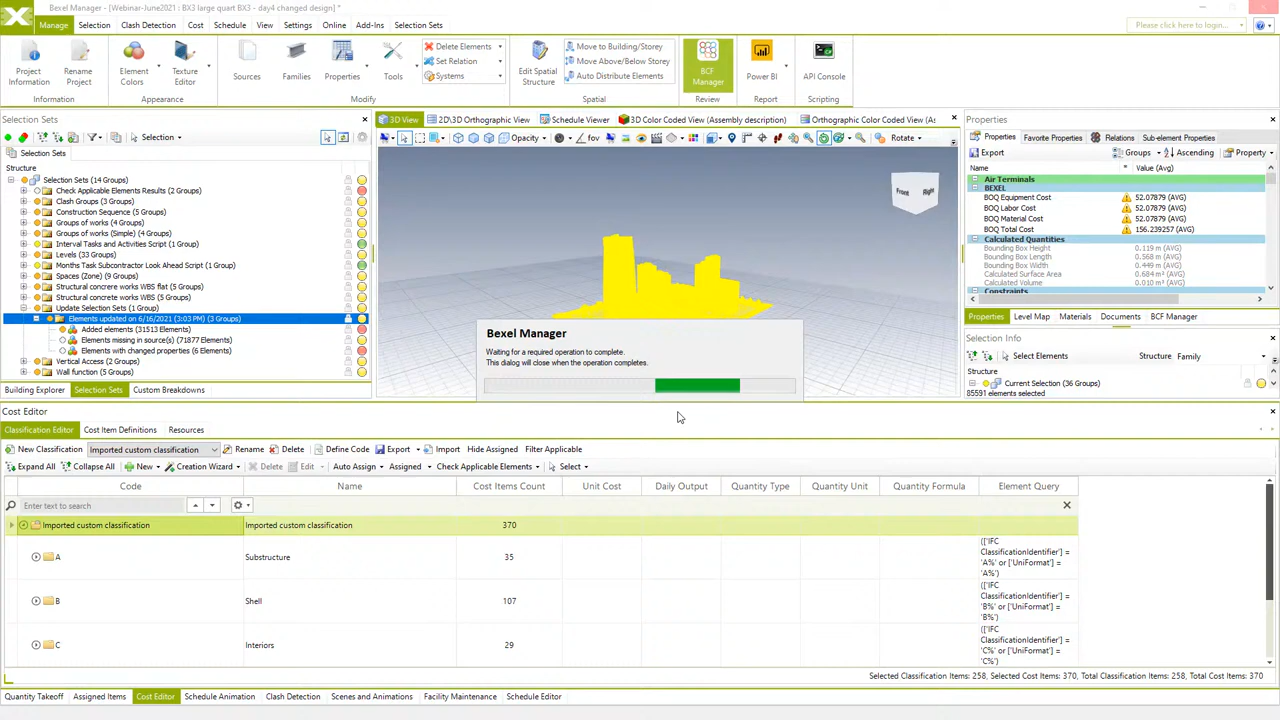 Bexel Manager - [Webinar-June2021 : BX3 large quart BX3 - day4 changed design] *
Manage Selection Clash Detection Cost Schedule View Settings Online Add-Ins Selection Sets
Please click here to login...
Project Information
Rename Project
Information
Element Colors
Texture Editor
Appearance
Sources
Families
Properties
Tools
Delete Elements
Set Relation
Systems
Modify
Edit Spatial Structure
Move to Building/Storey
Move Above/Below Storey
Auto Distribute Elements
Spatial
BCF Manager
Review
Power BI
Report
API Console
Scripting
Selection Sets
Selection
Selection Sets
Structure
Selection Sets (14 Groups)
Check Applicable Elements Results (2 Groups)
Clash Groups (3 Groups)
Construction Sequence (5 Groups)
Groups of works (4 Groups)
Groups of works (Simple) (4 Groups)
Interval Tasks and Activities Script (1 Group)
Levels (33 Groups)
Months Task Subcontractor Look Ahead Script (1 Group)
Spaces (Zone) (9 Groups)
Structural concrete works WBS flat (2 Groups)
Structural concrete works WBS (2 Groups)
Update Selection Sets (1 Group)
Elements updated on 6/16/2021 (3:03 PM) (3 Groups)
Added elements (31513 Elements)
Elements missing in source(s) (71877 Elements)
Elements with changed properties (6 Elements)
Vertical Access (2 Groups)
Wall function (5 Groups)
Building Explorer Selection Sets Custom Breakdowns
3D View 2D\3D Orthographic View Schedule Viewer 3D Color Coded View (Assembly description) Orthographic Color Coded View (As
Opacity fov Rotate
Front Right
Bexel Manager
Waiting for a required operation to complete.
This dialog will close when the operation completes.
Properties
Properties Favorite Properties Relations Sub-element Properties
Export Groups Ascending Property
Name Value (AVG)
Air Terminals
BEXEL
BOQ Equipment Cost 52.07879 (AVG)
BOQ Labor Cost 52.07879 (AVG)
BOQ Material Cost 52.07879 (AVG)
BOQ Total Cost 156.239257 (AVG)
Calculated Quantities
Bounding Box Height 0.119 m (AVG)
Bounding Box Length 0.568 m (AVG)
Bounding Box Width 0.449 m (AVG)
Calculated Surface Area 0.684 m² (AVG)
Calculated Volume 0.010 m³ (AVG)
Constraints
Properties Level Map Materials Documents BCF Manager
Selection Info
Select Elements Structure Family
Structure
Current Selection (36 Groups)
85591 elements selected
Cost Editor
Classification Editor Cost Item Definitions Resources
New Classification Imported custom classification Rename Delete Define Code Export Import Hide Assigned Filter Applicable
Expand All Collapse All New Creation Wizard Delete Edit Auto Assign Assigned Check Applicable Elements Select
Code Name Cost Items Count Unit Cost Daily Output Quantity Type Quantity Unit Quantity Formula Element Query
Enter text to search
Imported custom classification Imported custom classification 370
A Substructure 35
(['IFC
ClassificationIdentifier'] =
'A%' or ['UniFormat'] =
'A%')
B Shell 107
(['IFC
ClassificationIdentifier'] =
'B%' or ['UniFormat'] =
'B%')
C Interiors 29
(['IFC
ClassificationIdentifier'] =
'C%' or ['UniFormat'] =
'C%')
Selected Classification Items: 258, Selected Cost Items: 370, Total Classification Items: 258, Total Cost Items: 370
Quantity Takeoff Assigned Items Cost Editor Schedule Animation Clash Detection Scenes and Animations Facility Maintenance Schedule Editor